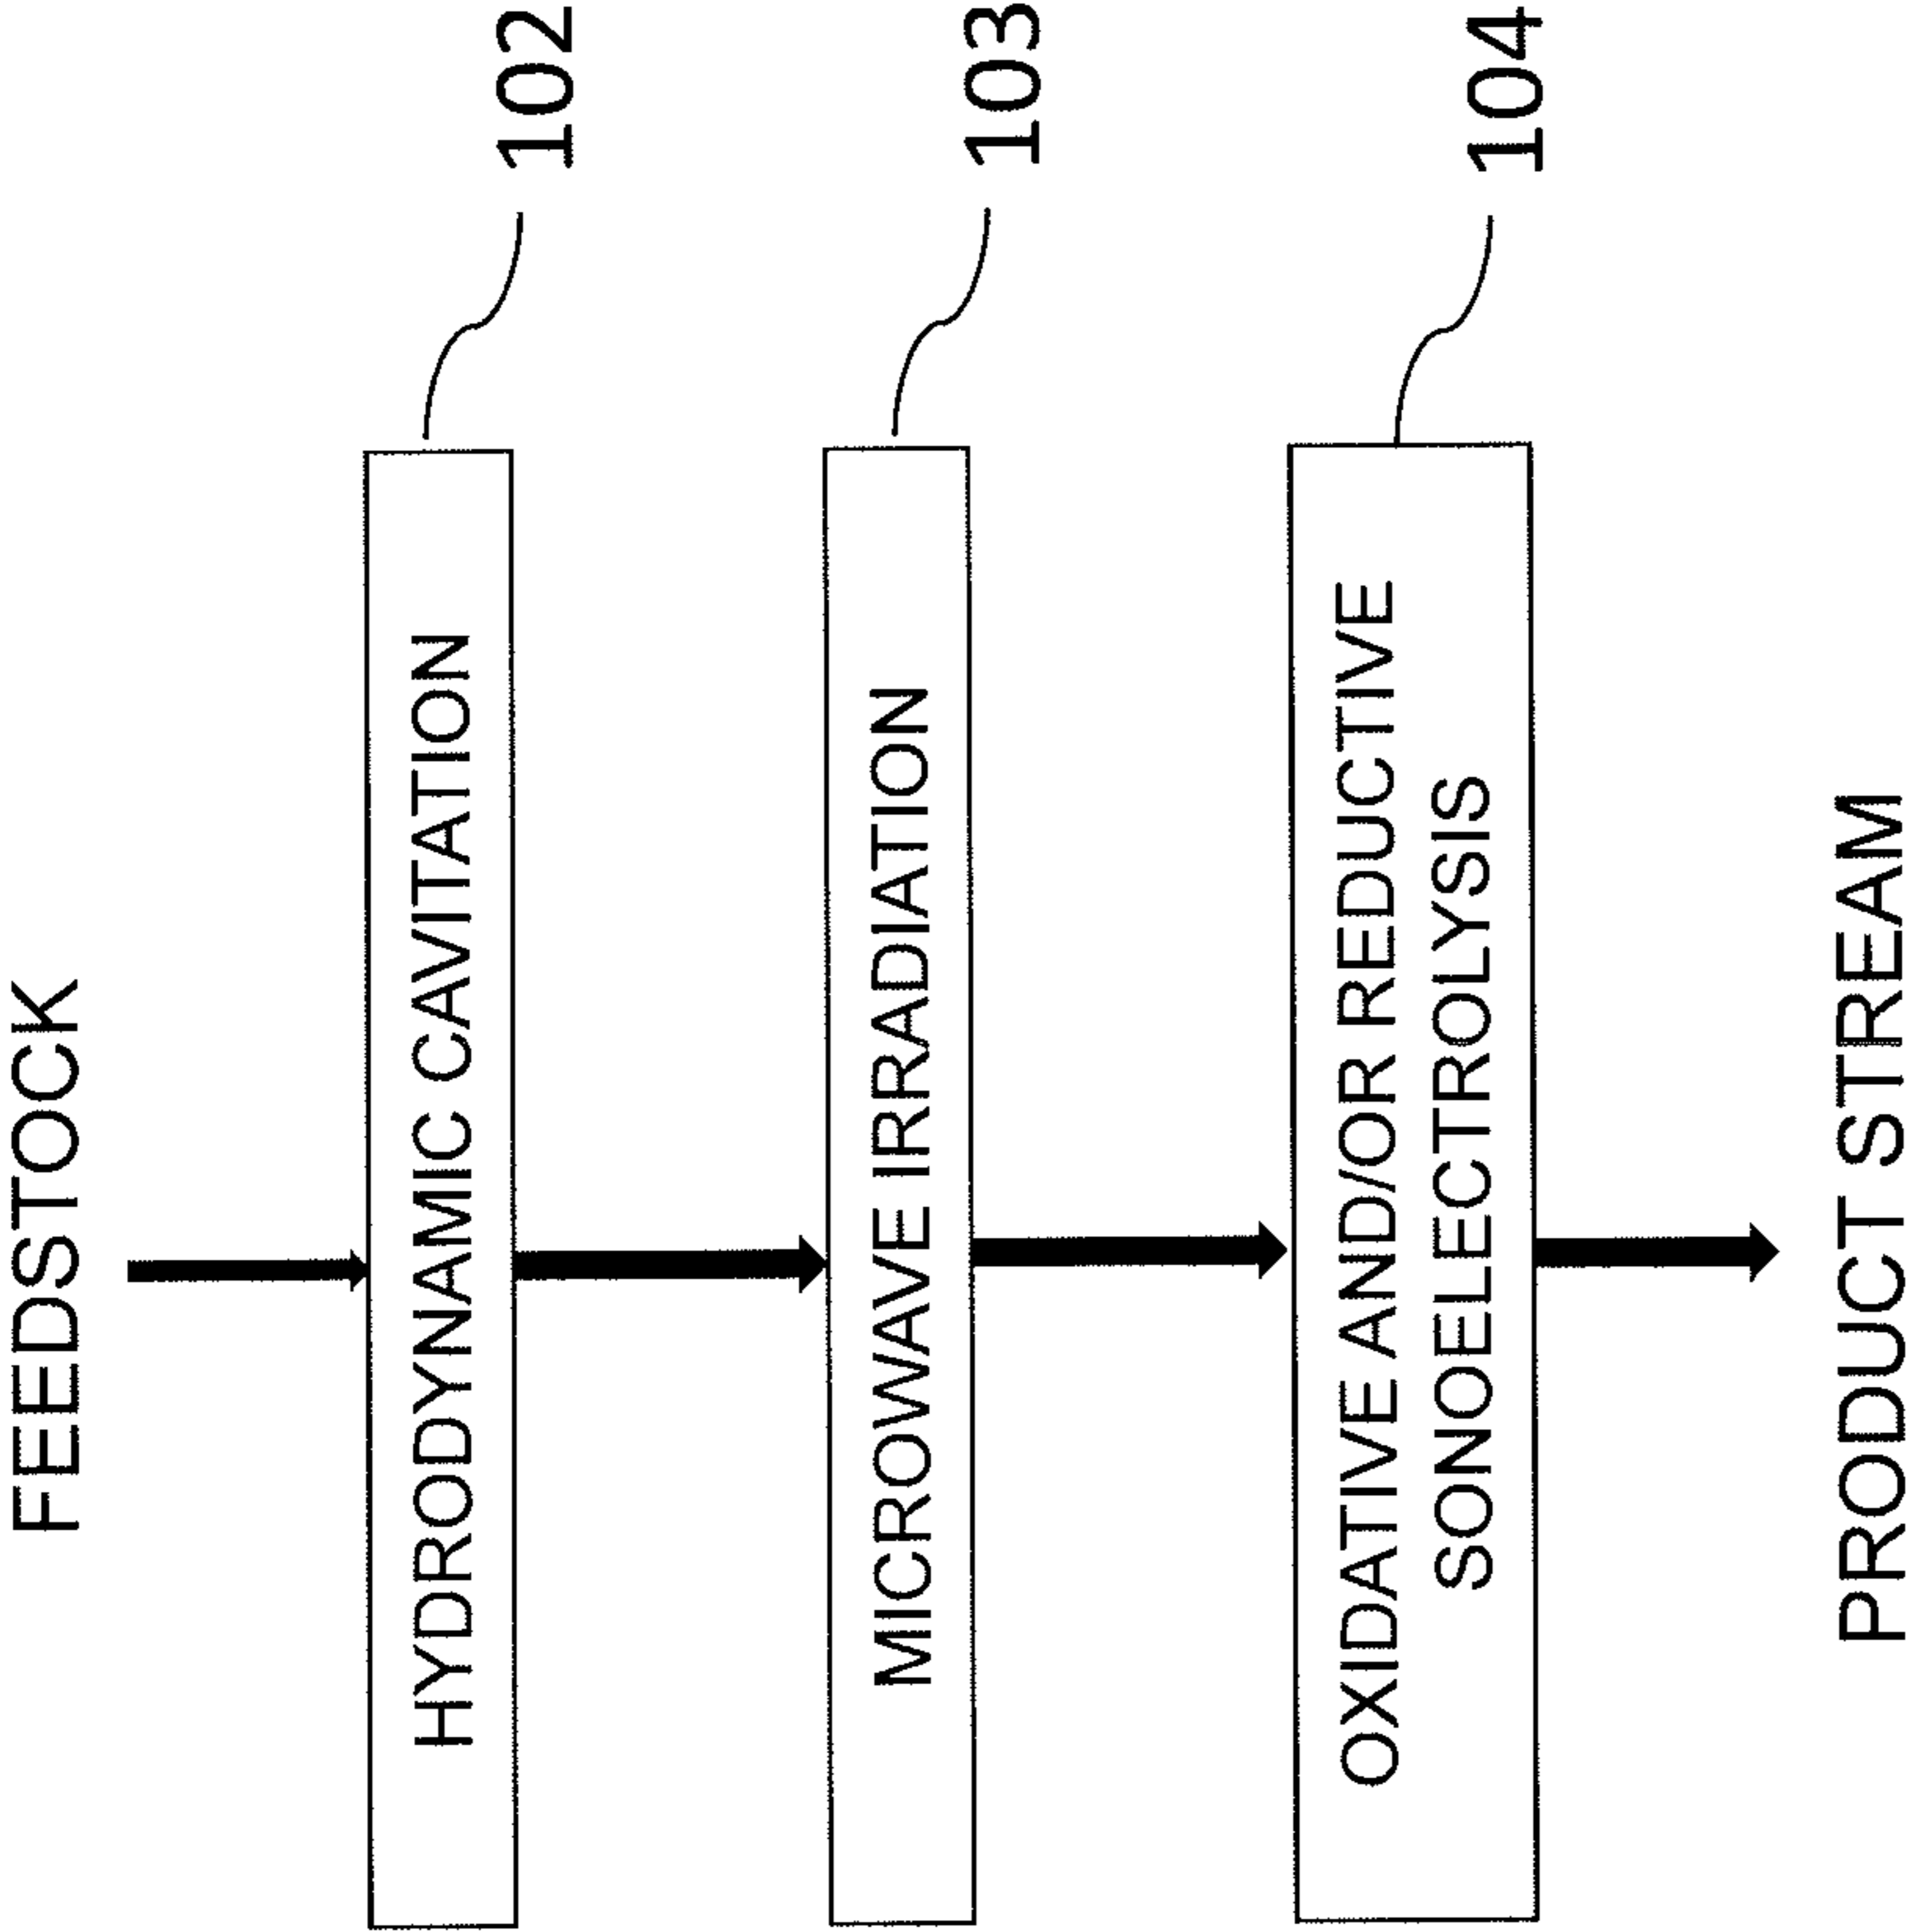 FEEDSTOCK
HYDRODYNAMIC CAVITATION
102
MICROWAVE IRRADIATION
103
OXIDATIVE AND/OR REDUCTIVE
SONOELECTROLYSIS
104
PRODUCT STREAM